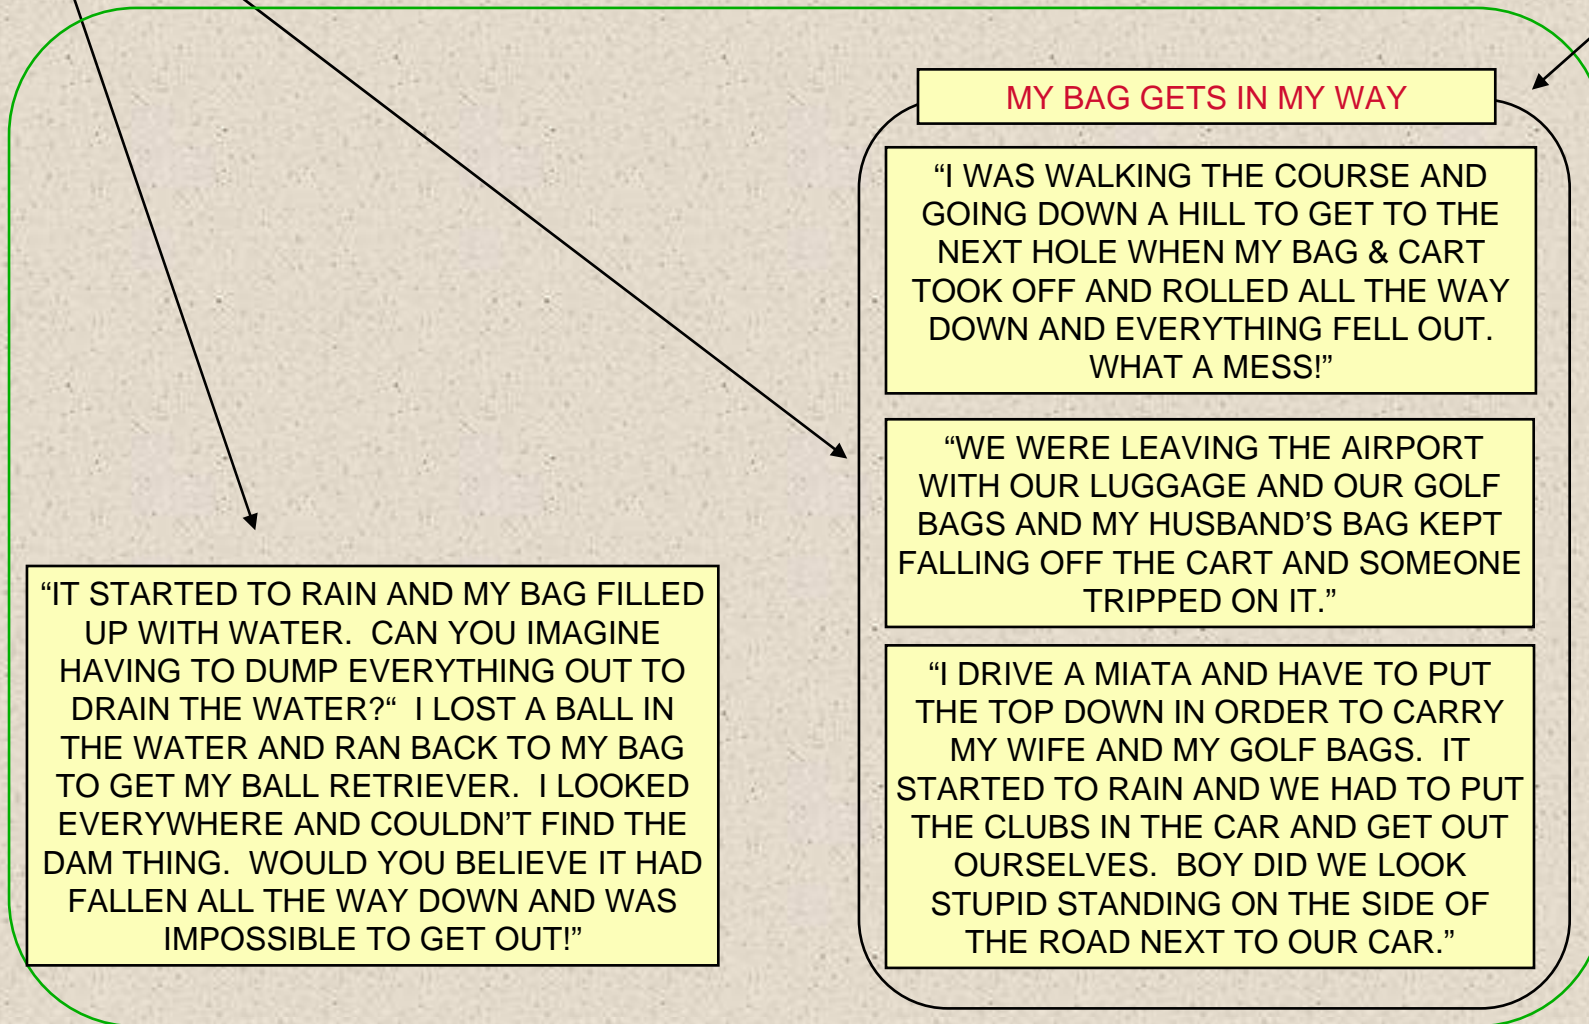 MY BAG GETS IN MY WAY
“I WAS WALKING THE COURSE AND
GOING DOWN A HILL TO GET TO THE
NEXT HOLE WHEN MY BAG & CART
TOOK OFF AND ROLLED ALL THE WAY
DOWN AND EVERYTHING FELL OUT.
WHAT A MESS!”
“WE WERE LEAVING THE AIRPORT
WITH OUR LUGGAGE AND OUR GOLF
BAGS AND MY HUSBAND’S BAG KEPT
FALLING OFF THE CART AND SOMEONE
TRIPPED ON IT.”
“IT STARTED TO RAIN AND MY BAG FILLED
UP WITH WATER.  CAN YOU IMAGINE
HAVING TO DUMP EVERYTHING OUT TO
DRAIN THE WATER?“  I LOST A BALL IN
THE WATER AND RAN BACK TO MY BAG
TO GET MY BALL RETRIEVER.  I LOOKED
EVERYWHERE AND COULDN’T FIND THE
DAM THING.  WOULD YOU BELIEVE IT HAD
FALLEN ALL THE WAY DOWN AND WAS
IMPOSSIBLE TO GET OUT!”
“I DRIVE A MIATA AND HAVE TO PUT
THE TOP DOWN IN ORDER TO CARRY
MY WIFE AND MY GOLF BAGS.  IT
STARTED TO RAIN AND WE HAD TO PUT
THE CLUBS IN THE CAR AND GET OUT
OURSELVES.  BOY DID WE LOOK
STUPID STANDING ON THE SIDE OF
THE ROAD NEXT TO OUR CAR.”